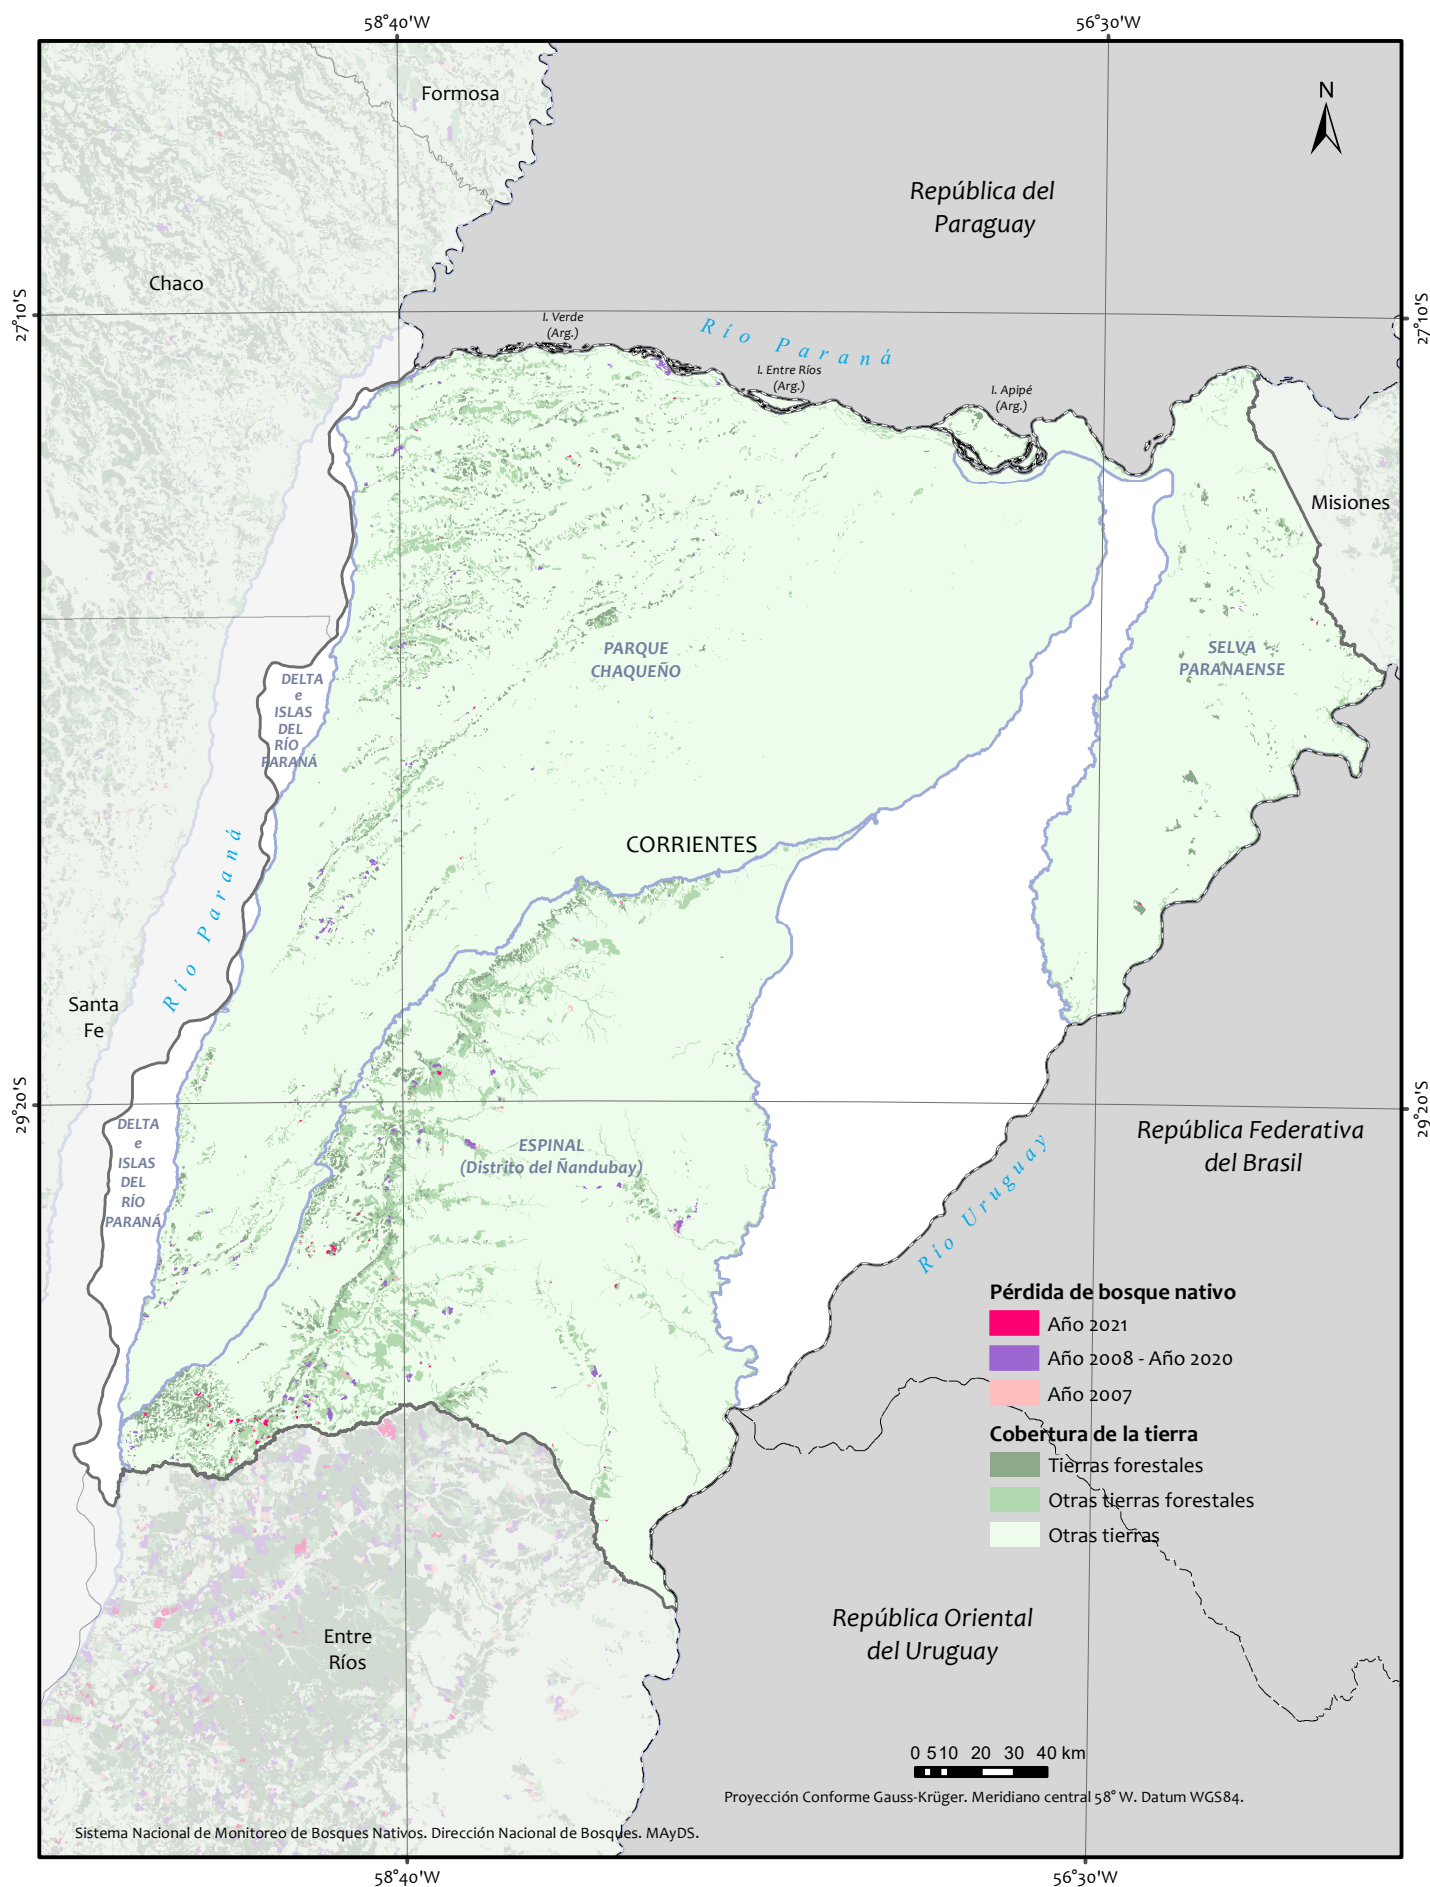 58°40'W
56°30'W
Formosa
N
República del
Paraguay
Chaco
27°10'S
27°10'S
I. Verde
(Arg.)
Río Paraná
I. Entre Ríos
(Arg.)
I. Apipé
(Arg.)
Misiones
PARQUE
CHAQUEÑO
SELVA
PARANAENSE
DELTA
e
ISLAS
DEL
RÍO
PARANÁ
CORRIENTES
Río Paraná
Santa
Fe
29°20'S
29°20'S
DELTA
e
ISLAS
DEL
RÍO
PARANÁ
ESPINAL
(Distrito del Ñandubay)
República Federativa
del Brasil
Río Uruguay
Pérdida de bosque nativo
Año 2021
Año 2008 - Año 2020
Año 2007
Cobertura de la tierra
Tierras forestales
Otras tierras forestales
Otras tierras
República Oriental
del Uruguay
Entre
Ríos
0 5 10 20 30 40 km
Proyección Conforme Gauss-Krüger. Meridiano central 58° W. Datum WGS84.
Sistema Nacional de Monitoreo de Bosques Nativos. Dirección Nacional de Bosques. MAyDS.
58°40'W
56°30'W